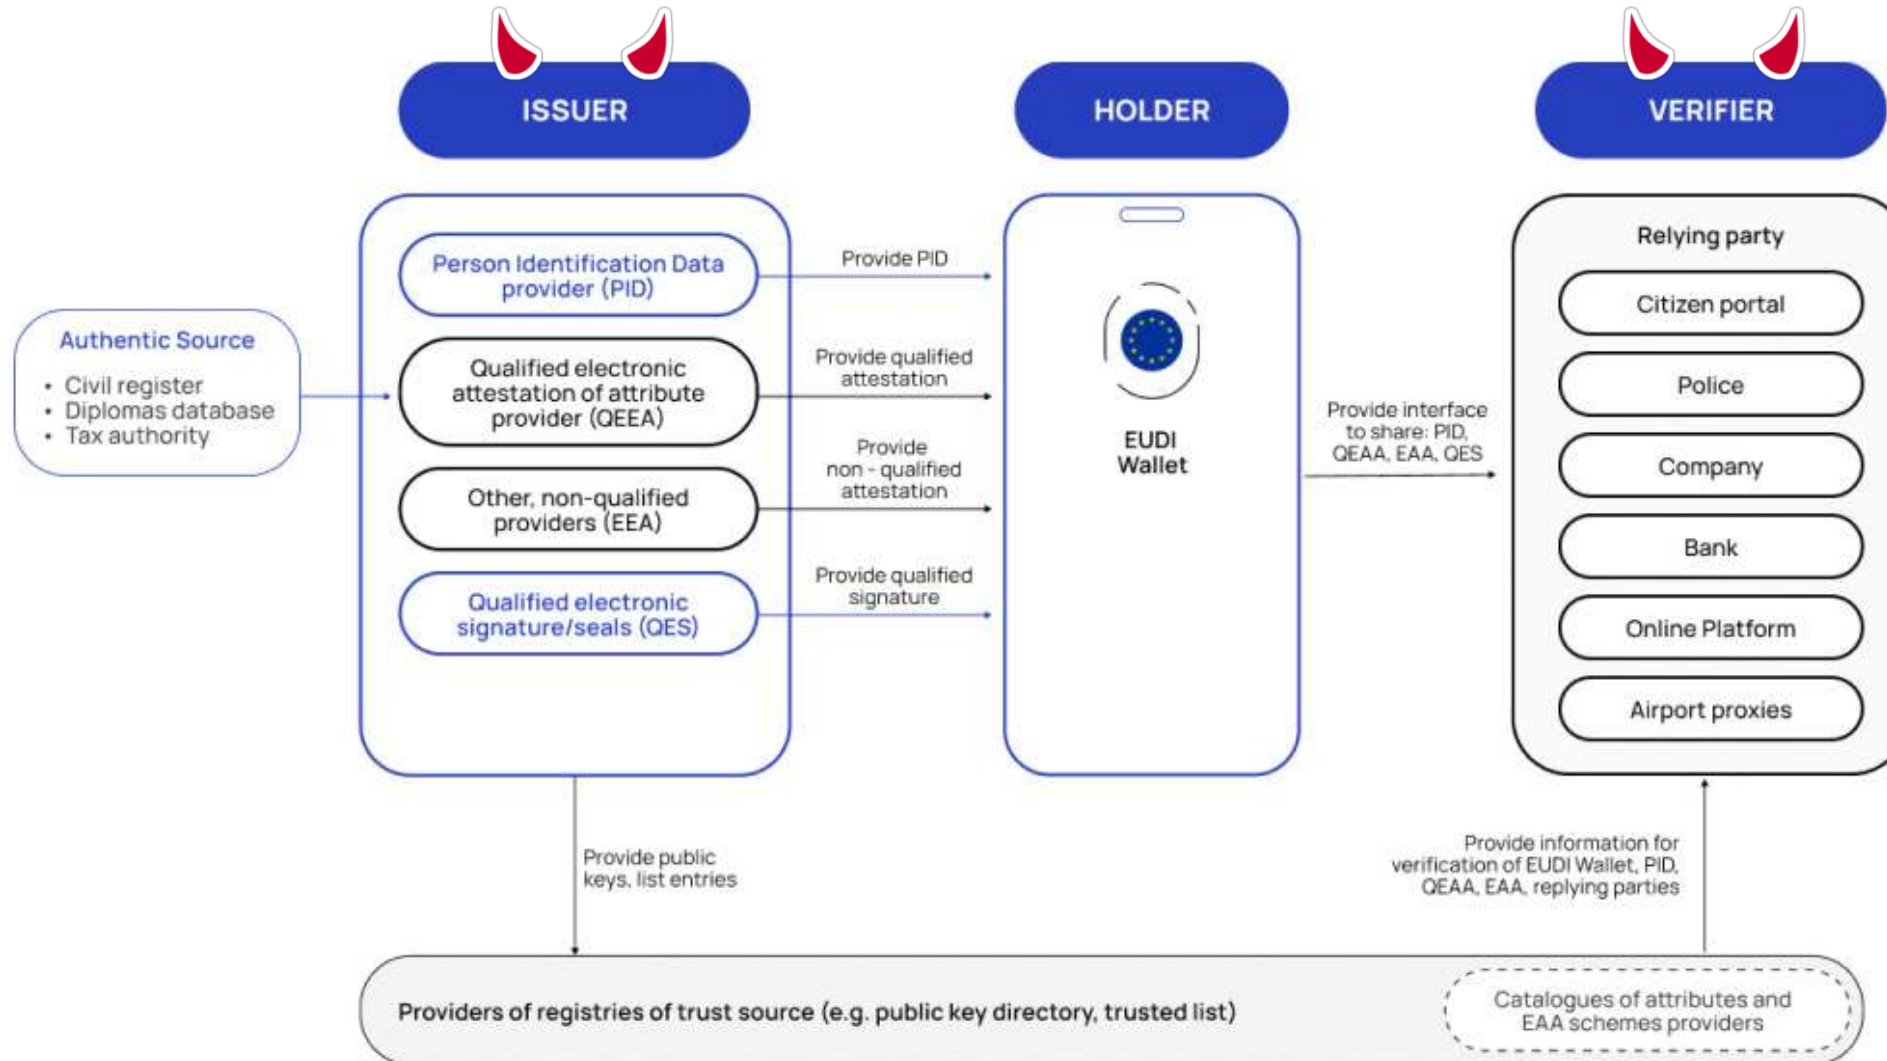 ISSUER
HOLDER
VERIFIER
Authentic Source
• Civil register
• Diplomas database
• Tax authority
Person Identification Data
provider (PID)
Qualified electronic
attestation of attribute
provider (QEEA)
Other, non-qualified
providers (EEA)
Qualified electronic
signature/seals (QES)
Provide PID
Provide qualified
attestation
Provide
non - qualified
attestation
Provide qualified
signature
EUDI
Wallet
Provide interface
to share: PID,
QEAA, EAA, QES
Relying party
Citizen portal
Police
Company
Bank
Online Platform
Airport proxies
Provide public
keys, list entries
Provide information for
verification of EUDI Wallet, PID,
QEAA, EAA, replying parties
Providers of registries of trust source (e.g. public key directory, trusted list)
Catalogues of attributes and
EAA schemes providers